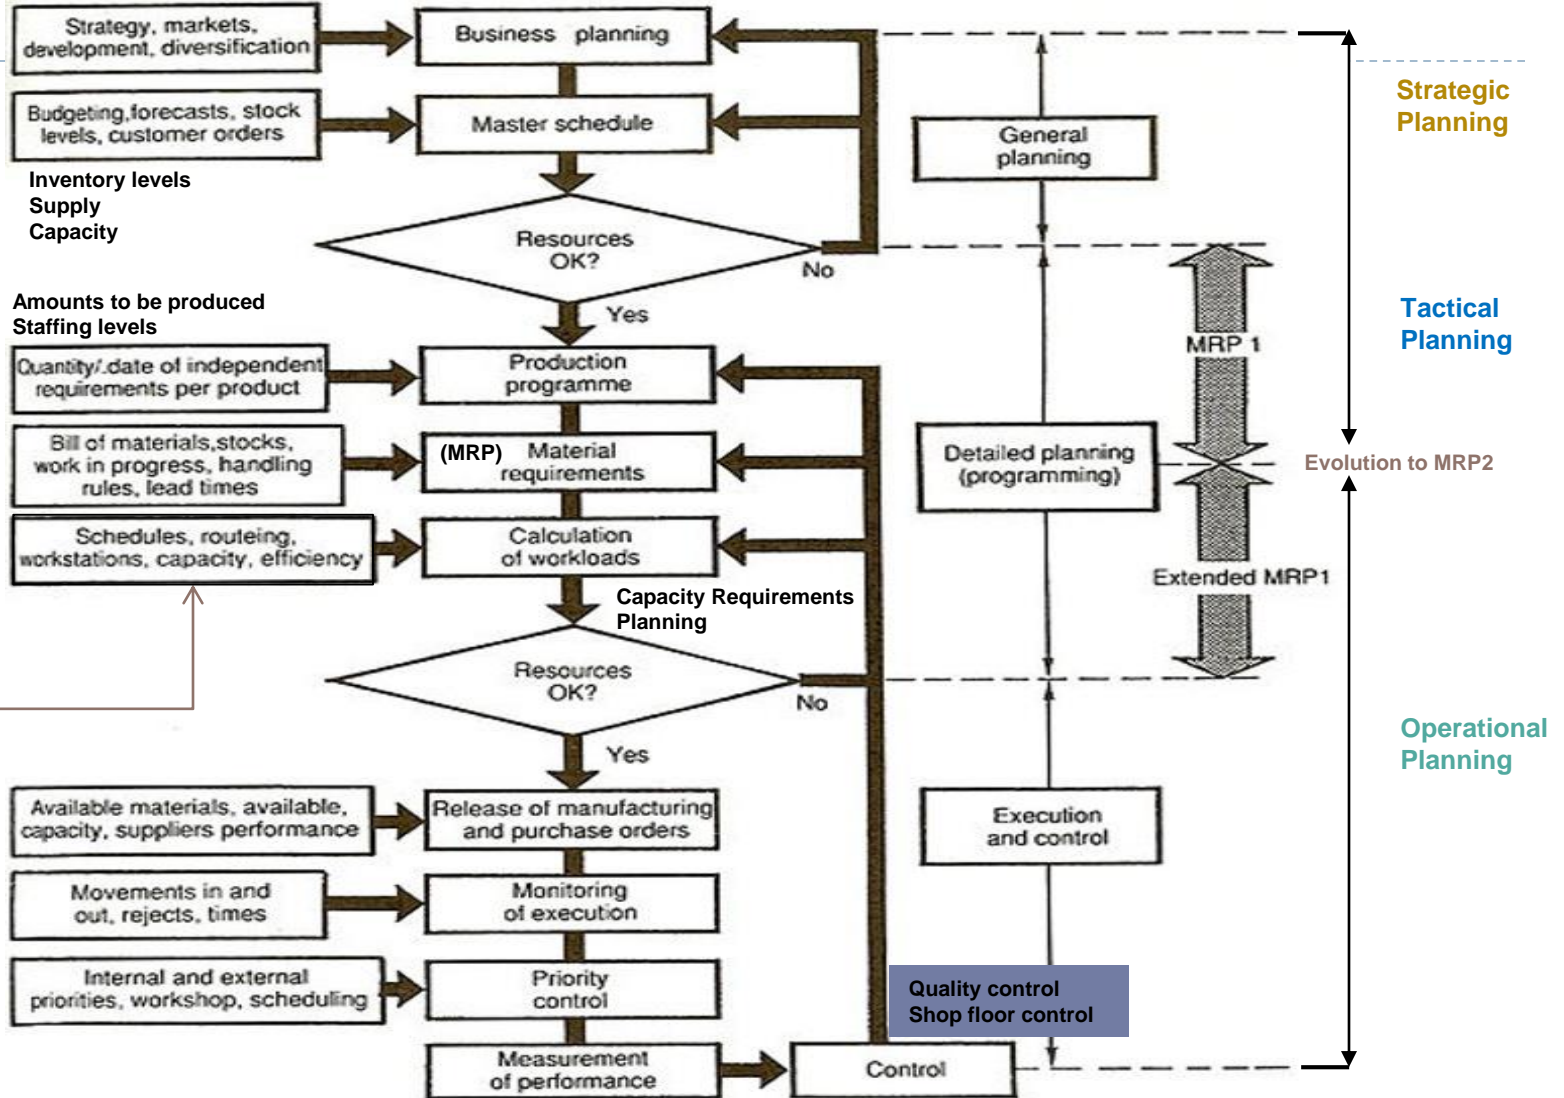 Strategy, markets,
development, diversification
Business planning
Strategic
Planning
Budgeting,forecasts, stock
levels, customer orders
Master schedule
General
planning
Inventory levels
Supply
Capacity
Resources
OK?
No
Yes
Amounts to be produced
Staffing levels
Tactical
Planning
MRP 1
Quantity/.date of independent
requirements per product
Production
programme
Bill of materials,stocks,
work in progress, handling
rules, lead times
(MRP) Material
requirements
Detailed planning
(programming)
Evolution to MRP2
Schedules, routeing,
workstations, capacity, efficiency
Calculation
of workloads
Extended MRP1
Capacity Requirements
Planning
Resources
OK?
No
Yes
Operational
Planning
Available materials, available,
capacity, suppliers performance
Release of manufacturing
and purchase orders
Execution
and control
Movements in and
out, rejects, times
Monitoring
of execution
Internal and external
priorities, workshop, scheduling
Priority
control
Quality control
Shop floor control
Measurement
of performance
Control